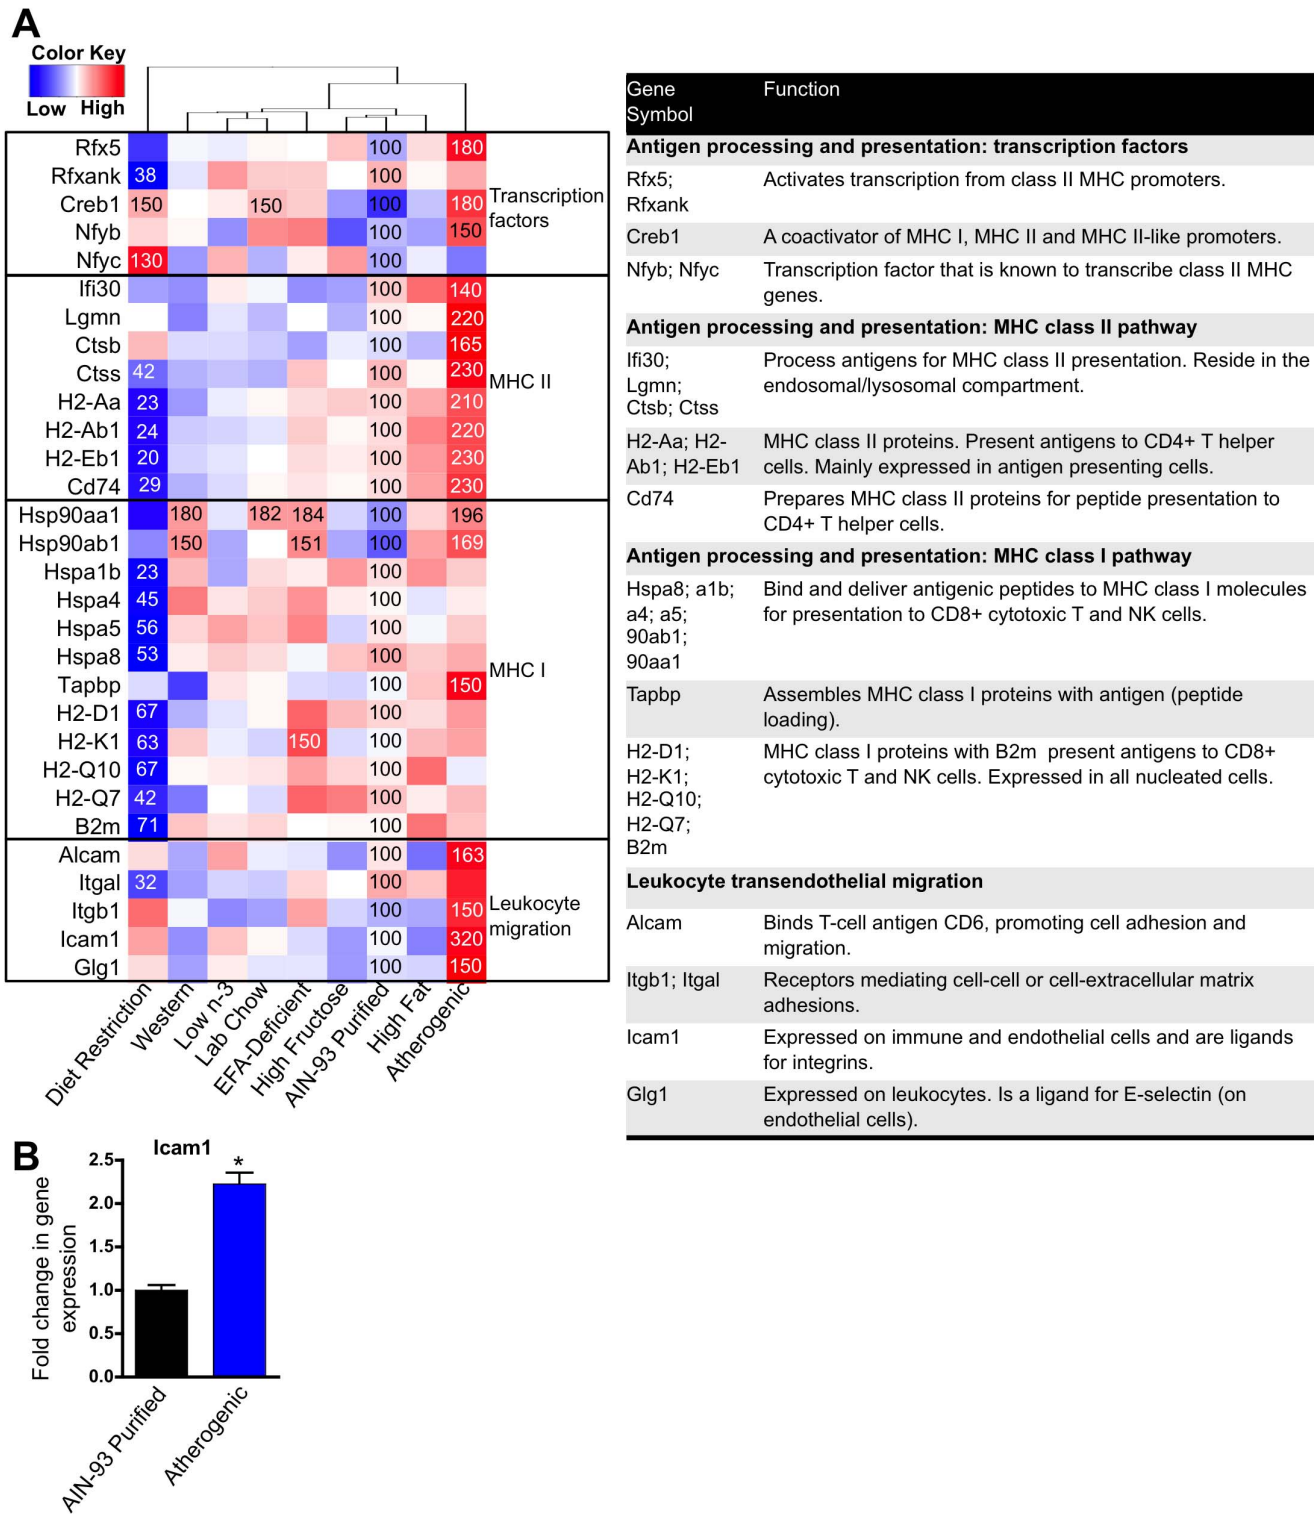 A
Color Key
Low High
Rfx5 100 180
Rfxank 38 100
Creb1 150 150 100 180
Nfyb 100 150
Nfyc 130 100
Transcription
factors
Ifi30 100 140
Lgmn 100 220
Ctsb 100 165
Ctss 42 100 230
H2-Aa 23 100 210
H2-Ab1 24 100 220
H2-Eb1 20 100 230
Cd74 29 100 230
MHC II
Hsp90aa1 180 182 184 100 196
Hsp90ab1 150 151 100 169
Hspa1b 23 100
Hspa4 45 100
Hspa5 56 100
Hspa8 53 100
Tapbp 100 150
H2-D1 67 100
H2-K1 63 150 100
H2-Q10 67 100
H2-Q7 42 100
B2m 71 100
MHC I
Alcam 100 163
Itgal 32 100
Itgb1 100 150
Icam1 100 320
Glg1 100 150
Leukocyte
migration
Diet Restriction
Western
Low n-3
Lab Chow
EFA-Deficient
High Fructose
AIN-93 Purified
High Fat
Atherogenic
Gene Function
Symbol
Antigen processing and presentation: transcription factors
Rfx5; Activates transcription from class II MHC promoters.
Rfxank
Creb1 A coactivator of MHC I, MHC II and MHC II-like promoters.
Nfyb; Nfyc Transcription factor that is known to transcribe class II MHC
genes.
Antigen processing and presentation: MHC class II pathway
Ifi30; Process antigens for MHC class II presentation. Reside in the
Lgmn; endosomal/lysosomal compartment.
Ctsb; Ctss
H2-Aa; H2- MHC class II proteins. Present antigens to CD4+ T helper
Ab1; H2-Eb1 cells. Mainly expressed in antigen presenting cells.
Cd74 Prepares MHC class II proteins for peptide presentation to
CD4+ T helper cells.
Antigen processing and presentation: MHC class I pathway
Hspa8; a1b; Bind and deliver antigenic peptides to MHC class I molecules
a4; a5; for presentation to CD8+ cytotoxic T and NK cells.
90ab1;
90aa1
Tapbp Assembles MHC class I proteins with antigen (peptide
loading).
H2-D1; MHC class I proteins with B2m present antigens to CD8+
H2-K1; cytotoxic T and NK cells. Expressed in all nucleated cells.
H2-Q10;
H2-Q7;
B2m
Leukocyte transendothelial migration
Alcam Binds T-cell antigen CD6, promoting cell adhesion and
migration.
Itgb1; Itgal Receptors mediating cell-cell or cell-extracellular matrix
adhesions.
Icam1 Expressed on immune and endothelial cells and are ligands
for integrins.
Glg1 Expressed on leukocytes. Is a ligand for E-selectin (on
endothelial cells).
B
Icam1
Fold change in gene
expression
2.5
2.0
1.5
1.0
0.5
0.0
*
AIN-93 Purified
Atherogenic